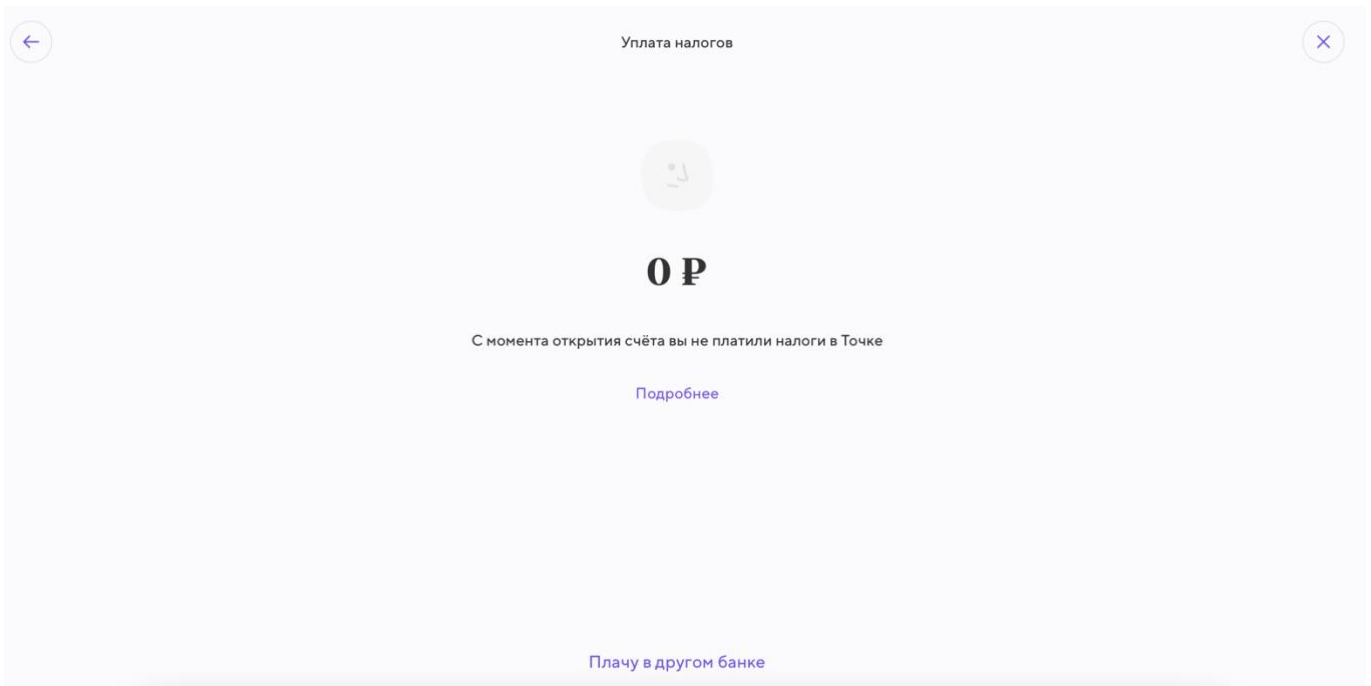 Уплата налогов
0 ₽
С момента открытия счёта вы не платили налоги в Точке
Подробнее
Плачу в другом банке